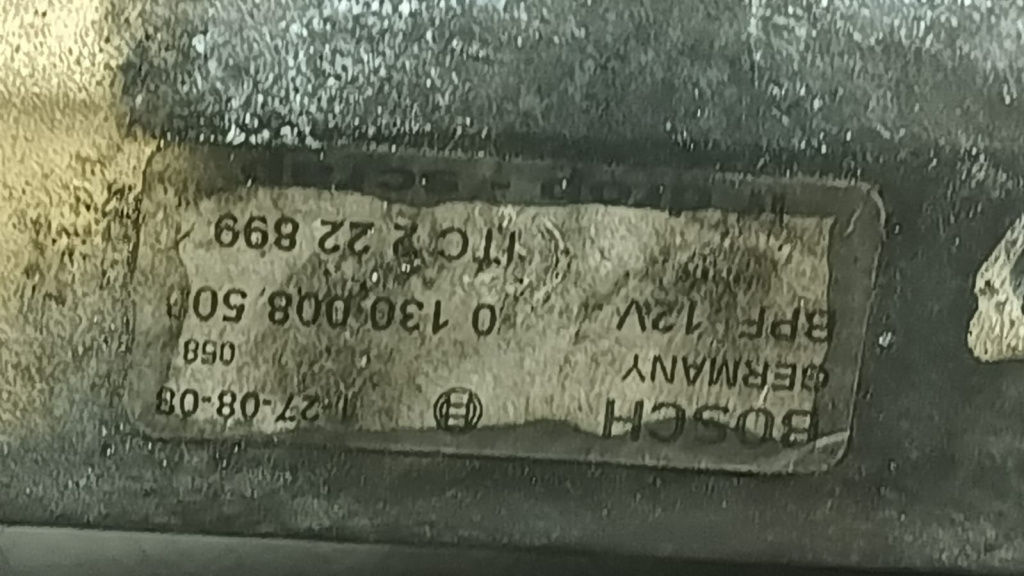 BOSCH 1-27-08-08
GERMANY 058
BPF 12V 0 130 008 508
ITC 2 22 899